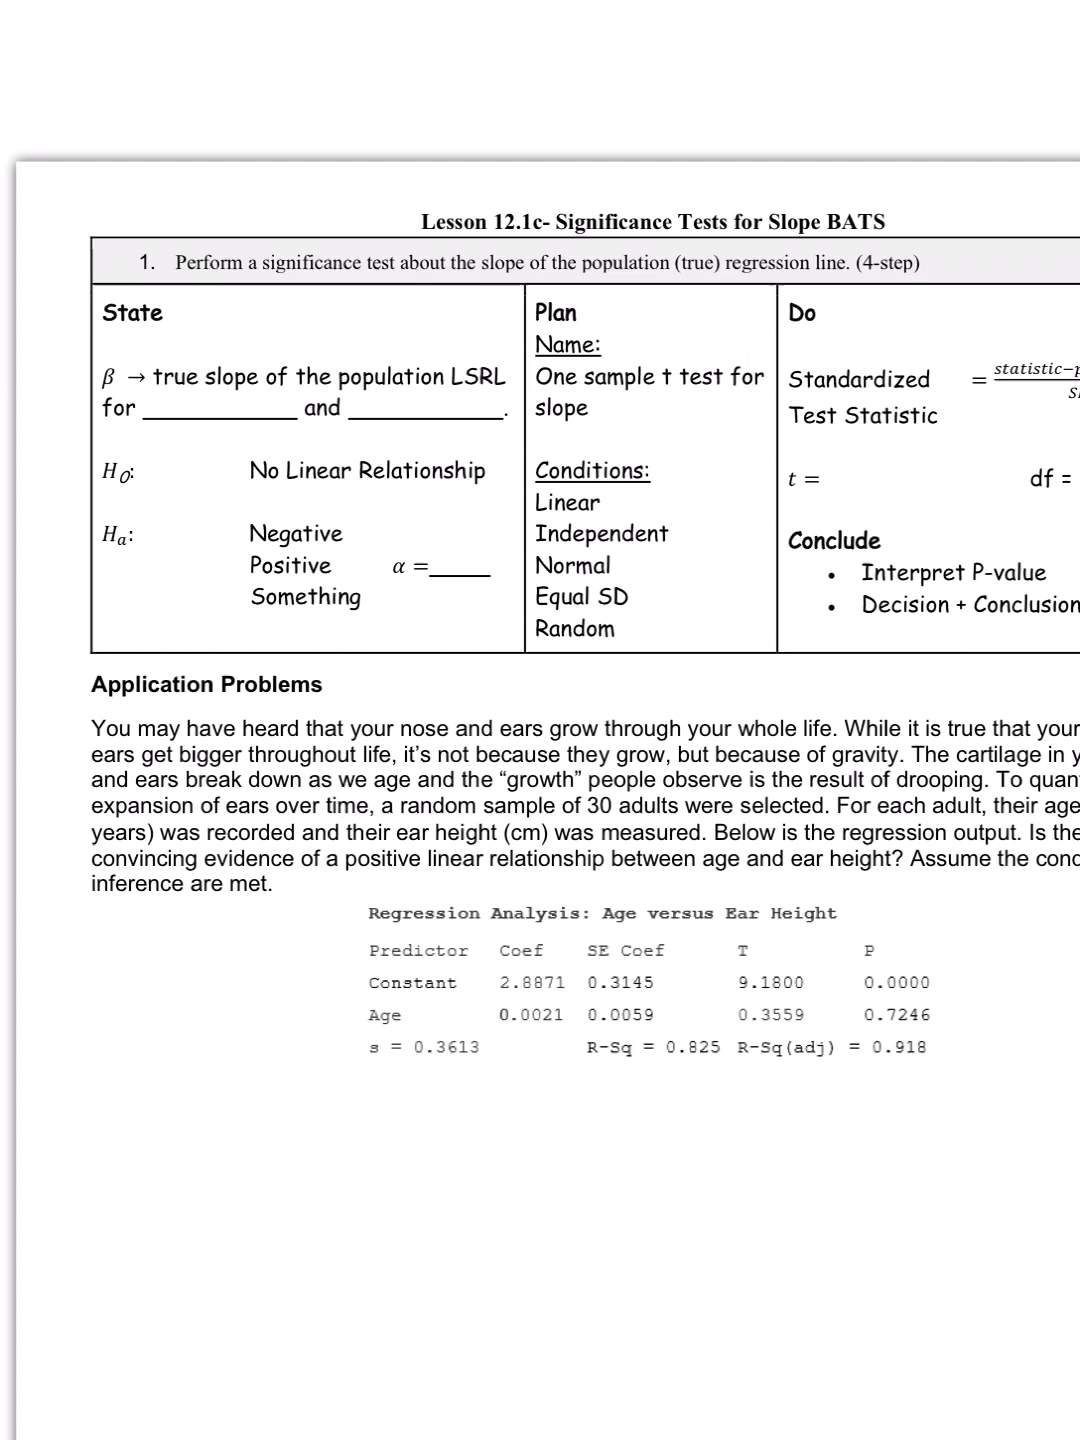 Lesson 12.1c- Significance Tests for Slope BATS
1. Perform a significance test about the slope of the population (true) regression line. (4-step)
State
β → true slope of the population LSRL
for ____________ and ____________.
H₀: No Linear Relationship
Hₐ: Negative
Positive α =_____
Something
Plan
Name:
One sample t test for
slope
Conditions:
Linear
Independent
Normal
Equal SD
Random
Do
Standardized = statistic−
Test Statistic
t = df =
Conclude
• Interpret P-value
• Decision + Conclusion
Application Problems
You may have heard that your nose and ears grow through your whole life. While it is true that your
ears get bigger throughout life, it’s not because they grow, but because of gravity. The cartilage in
and ears break down as we age and the “growth” people observe is the result of drooping. To
expansion of ears over time, a random sample of 30 adults were selected. For each adult, their age
years) was recorded and their ear height (cm) was measured. Below is the regression output. Is
convincing evidence of a positive linear relationship between age and ear height? Assume the
inference are met.
Regression Analysis: Age versus Ear Height
Predictor Coef SE Coef T P
Constant 2.8871 0.3145 9.1800 0.0000
Age 0.0021 0.0059 0.3559 0.7246
s = 0.3613 R-Sq = 0.825 R-Sq(adj) = 0.918